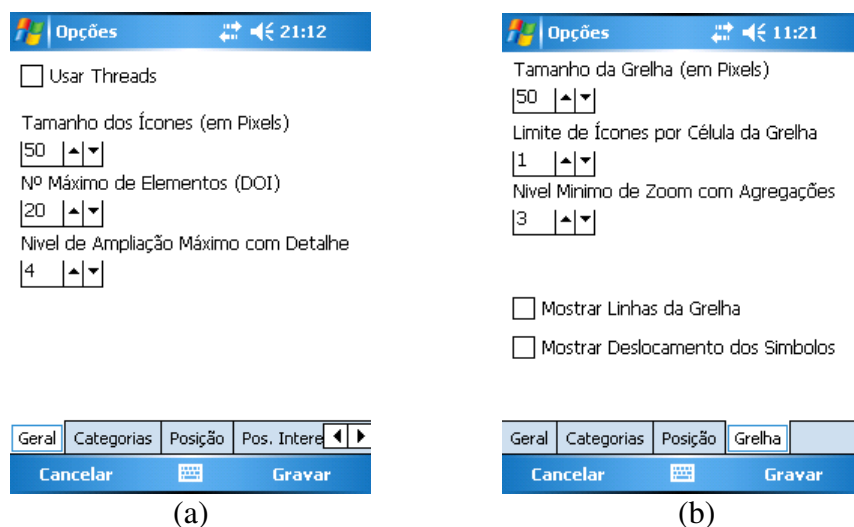 Opções 21:12
Usar Threads
Tamanho dos Ícones (em Pixels)
50
Nº Máximo de Elementos (DOI)
20
Nivel de Ampliação Máximo com Detalhe
4
Geral Categorias Posição Pos. Intere
Cancelar Gravar
(a)
Opções 11:21
Tamanho da Grelha (em Pixels)
50
Limite de Ícones por Célula da Grelha
1
Nivel Minimo de Zoom com Agregações
3
Mostrar Linhas da Grelha
Mostrar Deslocamento dos Simbolos
Geral Categorias Posição Grelha
Cancelar Gravar
(b)